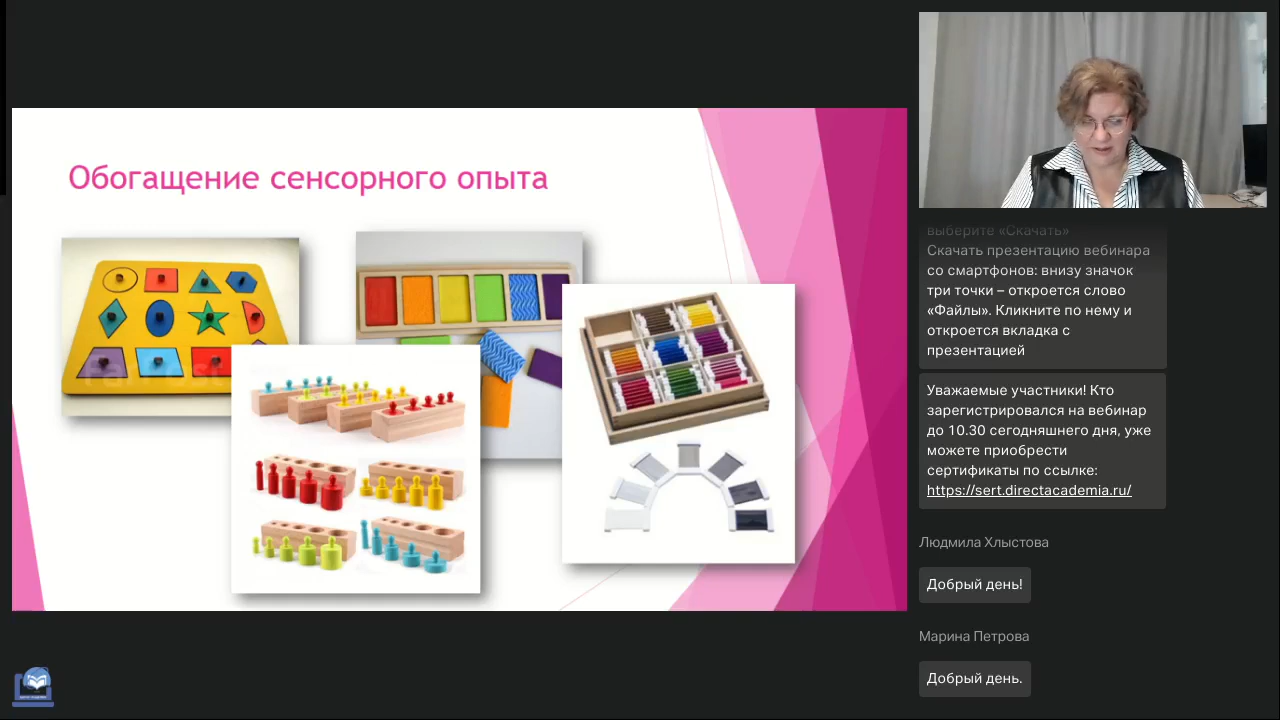 Обогащение сенсорного опыта
выберите «Скачать»
Скачать презентацию вебинара
со смартфонов: внизу значок
три точки – откроется слово
«Файлы». Кликните по нему и
откроется вкладка с
презентацией
Уважаемые участники! Кто
зарегистрировался на вебинар
до 10.30 сегодняшнего дня, уже
можете приобрести
сертификаты по ссылке:
https://sert.directacademia.ru/
Людмила Хлыстова
Добрый день!
Марина Петрова
Добрый день.